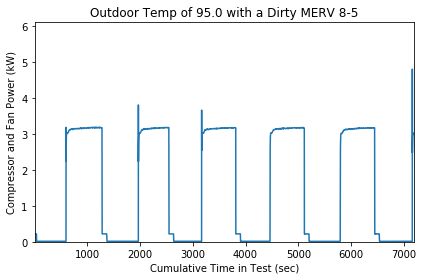 Outdoor Temp of 95.0 with a Dirty MERV 8-5
6
5
4
3
2
1
0
Compressor and Fan Power (kW)
1000 2000 3000 4000 5000 6000 7000
Cumulative Time in Test (sec)